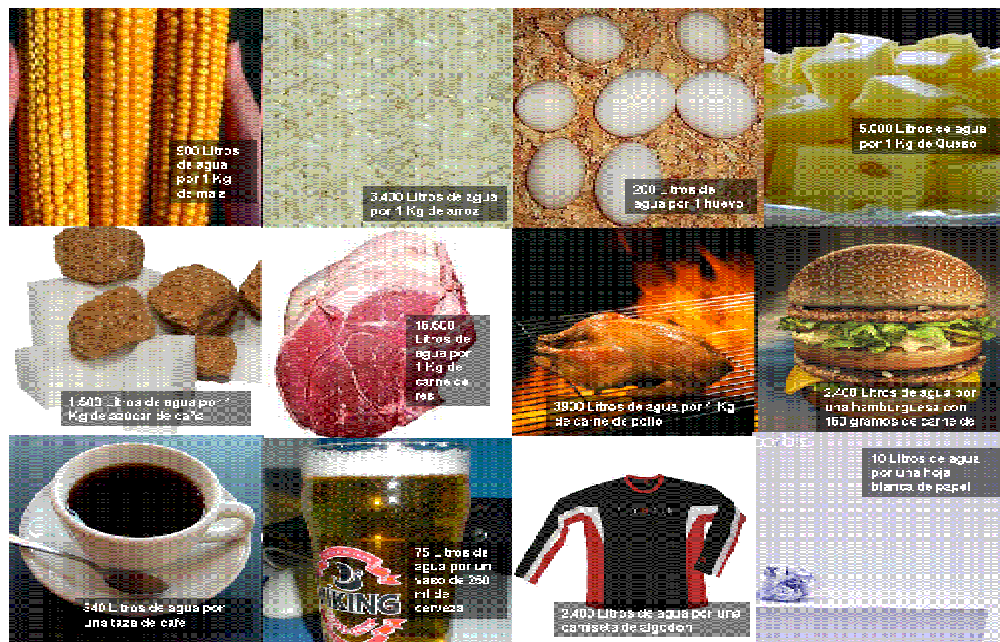 900 Litros
de agua
por 1 Kg
de maíz
3.400 Litros de agua
por 1 Kg de arroz
200 Litros de
agua por 1 huevo
5.000 Litros de agua
por 1 Kg de Queso
1.500 Litros de agua por 1
Kg de azúcar de caña
Litros de
agua por
1 Kg de
carne de
res
3900 Litros de agua por 1 Kg
de carne de pollo
2.400 Litros de agua por
una hamburguesa con
150 gramos de carne de
Litros de agua por
una taza de café
75 Litros de
agua por un
vaso de 250
ml de
cerveza
VIKING
2.400 Litros de agua por una
camiseta de algodón
10 Litros de agua
por una hoja
blanca de papel